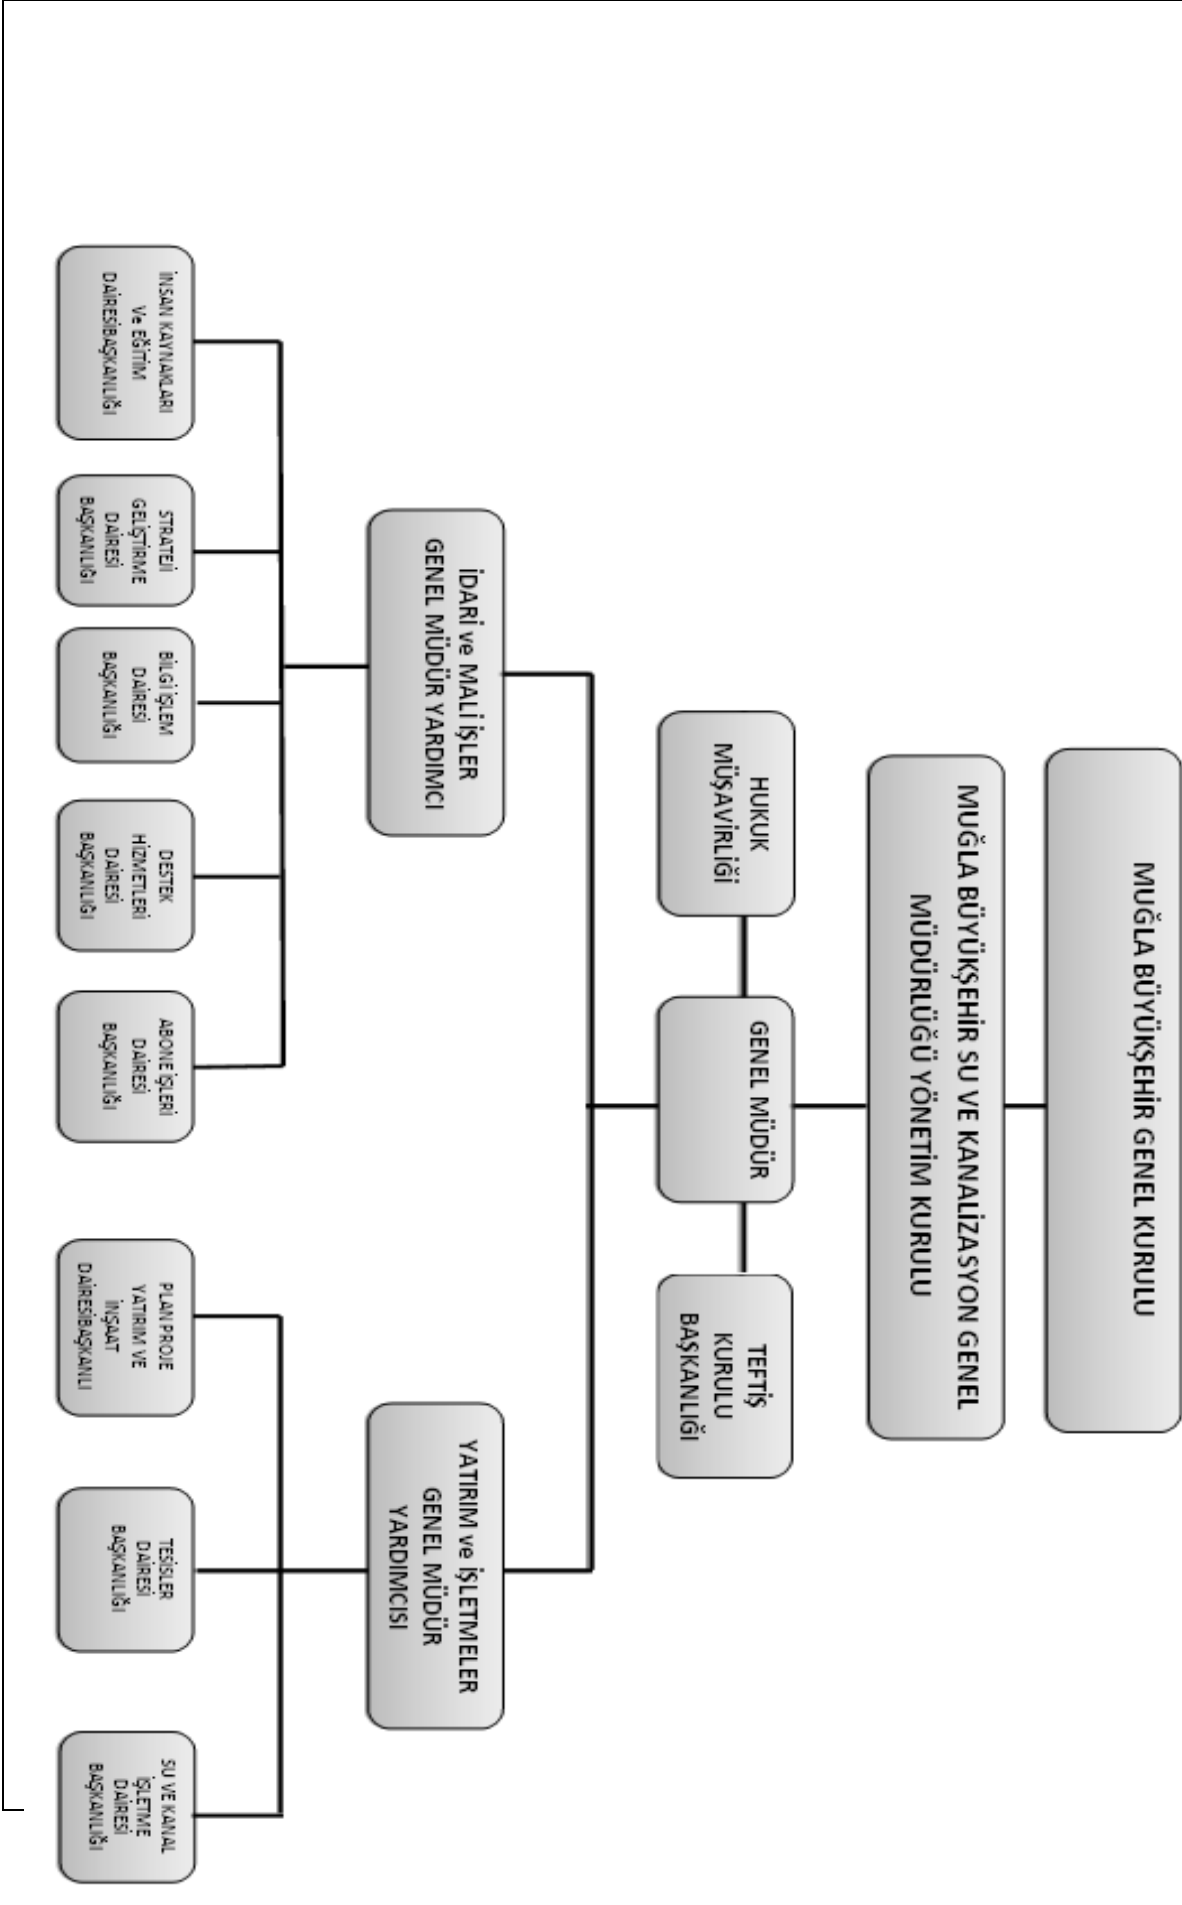 MUĞLA BÜYÜKŞEHİR GENEL KURULU
MUĞLA BÜYÜKŞEHİR SU VE KANALİZASYON GENEL
MÜDÜRLÜĞÜ YÖNETİM KURULU
HUKUK
MÜŞAVİRLİĞİ
GENEL MÜDÜR
TEFTİŞ
KURULU
BAŞKANLIĞI
İDARİ ve MALİ İŞLER
GENEL MÜDÜR YARDIMCI
YATIRIM ve İŞLETMELER
GENEL MÜDÜR
YARDIMCISI
İNSAN KAYNAKLARI
Ve EĞİTİM
DAİRESİBAŞKANLIĞI
STRATEJİ
GELİŞTİRME
DAİRESİ
BAŞKANLIĞI
BİLGİ İŞLEM
DAİRESİ
BAŞKANLIĞI
DESTEK
HİZMETLERİ
DAİRESİ
BAŞKANLIĞI
ABONE İŞLERİ
DAİRESİ
BAŞKANLIĞI
PLAN PROJE
YATIRIM VE
İNŞAAT
DAİRESİBAŞKANLI
TESİSLER
DAİRESİ
BAŞKANLIĞI
SU VE KANAL
İŞLETME
DAİRESİ
BAŞKANLIĞI